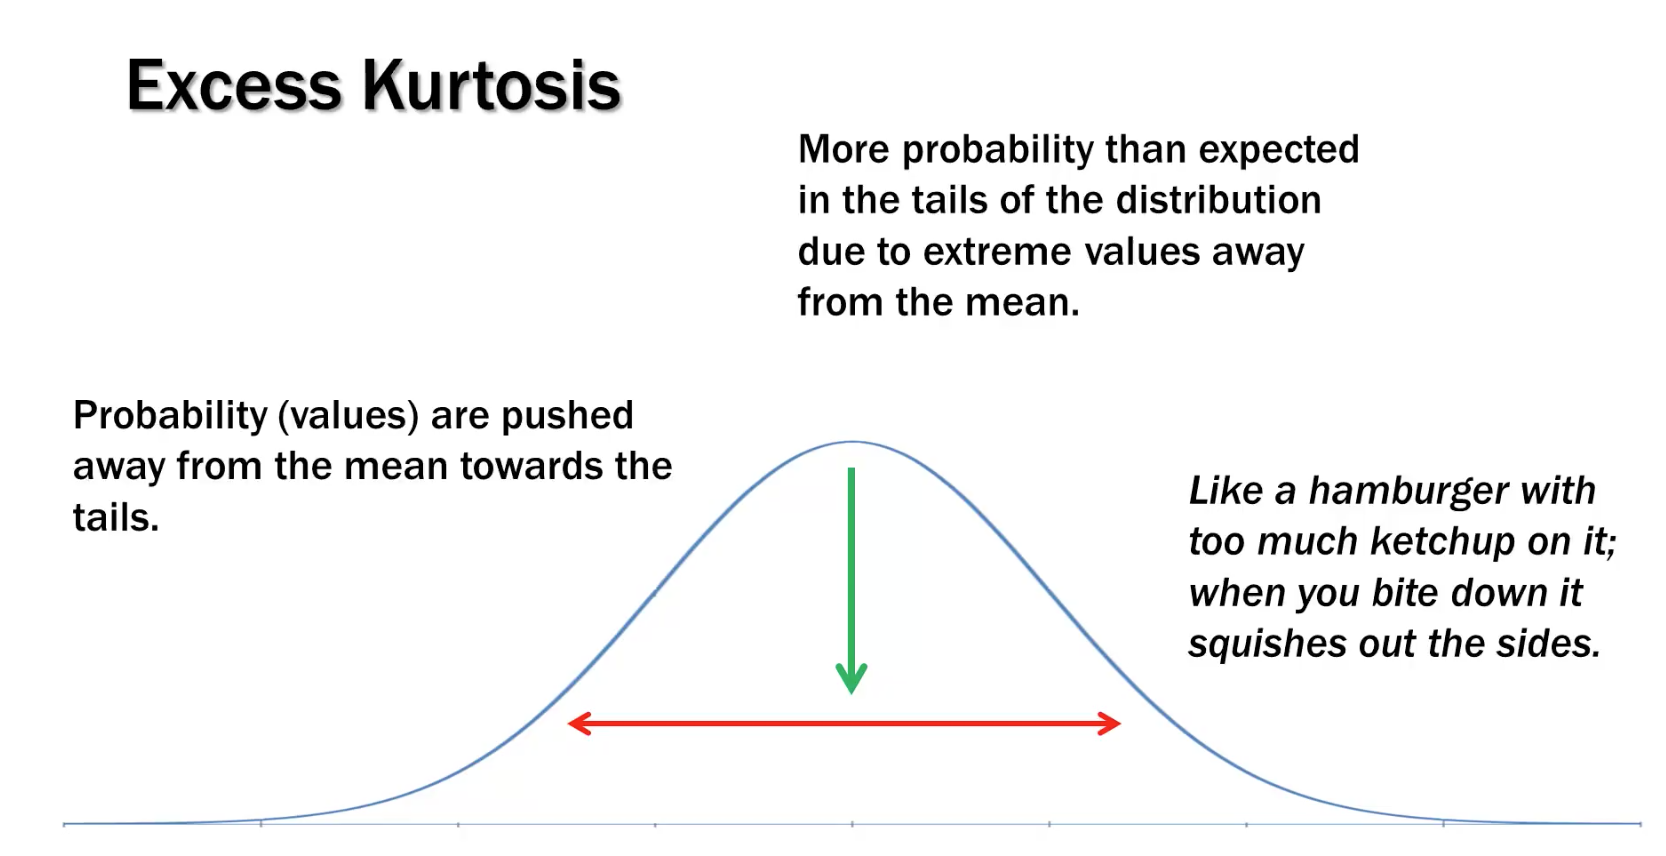 Excess Kurtosis
More probability than expected
in the tails of the distribution
due to extreme values away
from the mean.
Probability (values) are pushed
away from the mean towards the
tails.
Like a hamburger with
too much ketchup on it;
when you bite down it
squishes out the sides.